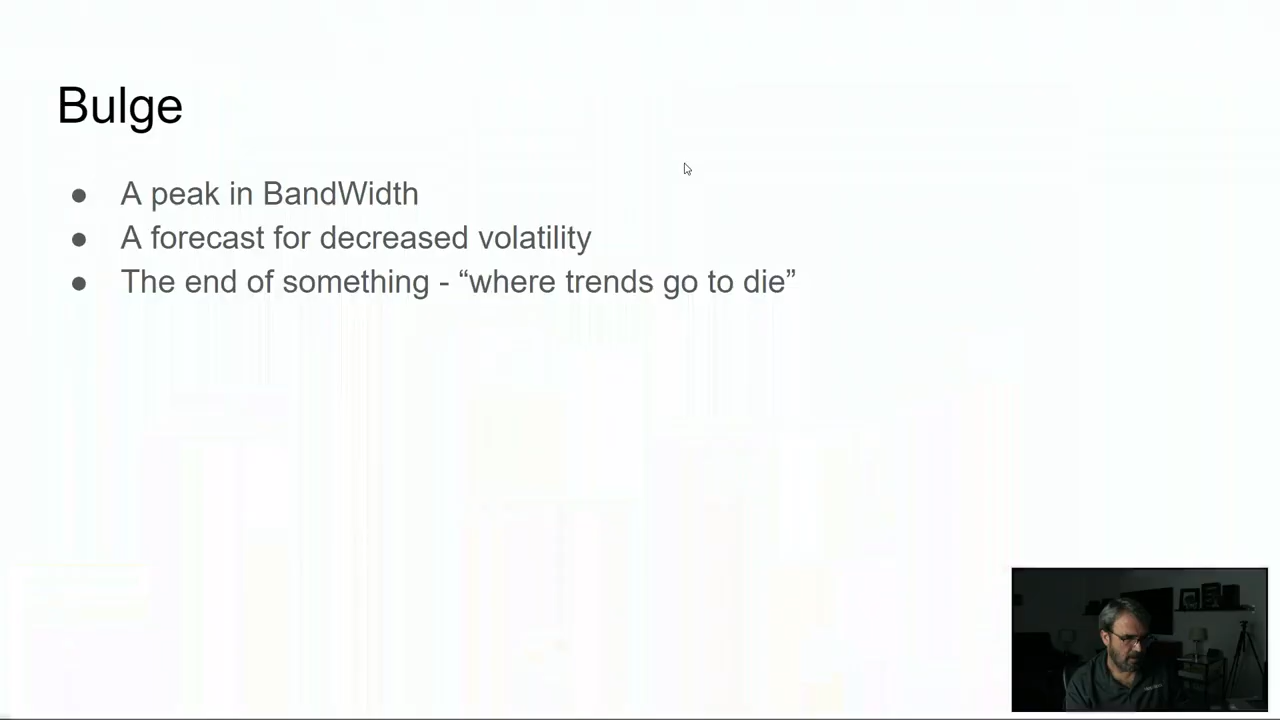 Bulge
● A peak in BandWidth
● A forecast for decreased volatility
● The end of something - “where trends go to die”